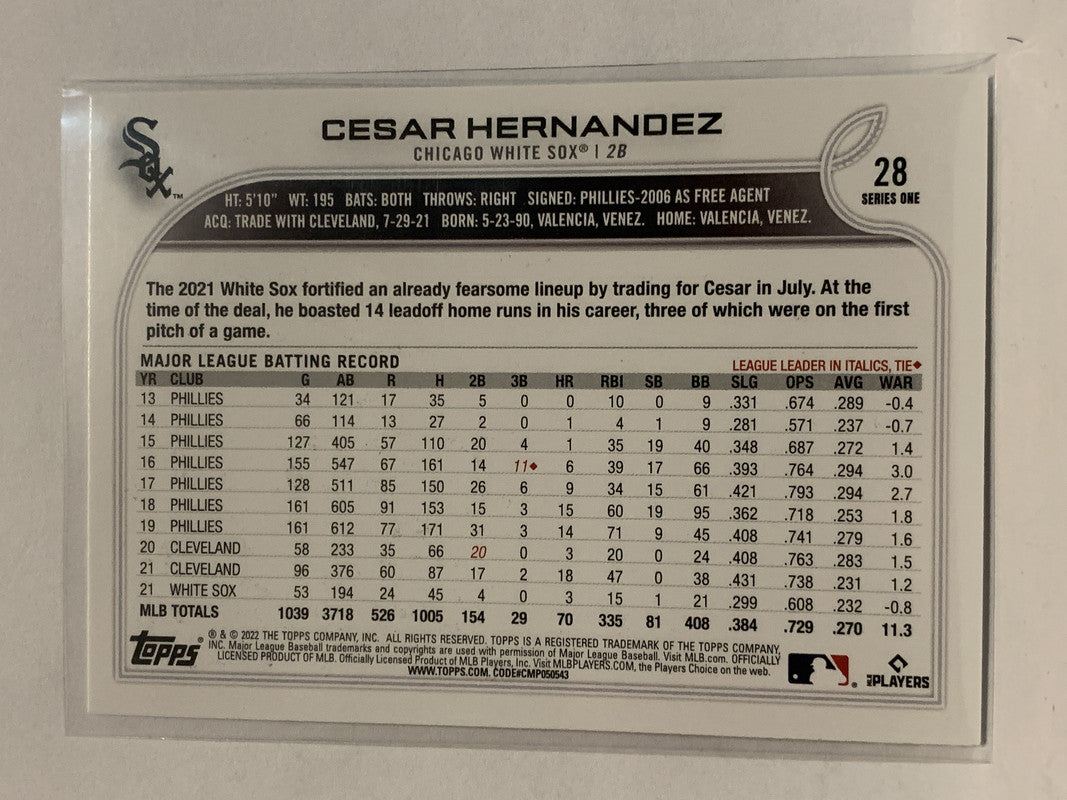 Sox
™
CESAR HERNANDEZ
CHICAGO WHITE SOX® | 2B
28
SERIES ONE
HT: 5'10" WT: 195 BATS: BOTH THROWS: RIGHT SIGNED: PHILLIES-2006 AS FREE AGENT
ACQ: TRADE WITH CLEVELAND, 7-29-21 BORN: 5-23-90, VALENCIA, VENEZ. HOME: VALENCIA, VENEZ.
The 2021 White Sox fortified an already fearsome lineup by trading for Cesar in July. At the
time of the deal, he boasted 14 leadoff home runs in his career, three of which were on the first
pitch of a game.
MAJOR LEAGUE BATTING RECORD LEAGUE LEADER IN ITALICS, TIE♦
YR CLUB G AB R H 2B 3B HR RBI SB BB SLG OPS AVG WAR
13 PHILLIES 34 121 17 35 5 0 0 10 0 9 .331 .674 .289 -0.4
14 PHILLIES 66 114 13 27 2 0 1 4 1 9 .281 .571 .237 -0.7
15 PHILLIES 127 405 57 110 20 4 1 35 19 40 .348 .687 .272 1.4
16 PHILLIES 155 547 67 161 14 11♦ 6 39 17 66 .393 .764 .294 3.0
17 PHILLIES 128 511 85 150 26 6 9 34 15 61 .421 .793 .294 2.7
18 PHILLIES 161 605 91 153 15 3 15 60 19 95 .362 .718 .253 1.8
19 PHILLIES 161 612 77 171 31 3 14 71 9 45 .408 .741 .279 1.6
20 CLEVELAND 58 233 35 66 20 0 3 20 0 24 .408 .763 .283 1.5
21 CLEVELAND 96 376 60 87 17 2 18 47 0 38 .431 .738 .231 1.2
21 WHITE SOX 53 194 24 45 4 0 3 15 1 21 .299 .608 .232 -0.8
MLB TOTALS 1039 3718 526 1005 154 29 70 335 81 408 .384 .729 .270 11.3
topps
® & © 2022 THE TOPPS COMPANY, INC. ALL RIGHTS RESERVED. TOPPS IS A REGISTERED TRADEMARK OF THE TOPPS COMPANY,
INC. Major League Baseball trademarks and copyrights are used with permission of Major League Baseball. Visit MLB.com. OFFICIALLY
LICENSED PRODUCT OF MLB. Officially Licensed Product of MLB Players, Inc. Visit MLBPLAYERS.COM, the Players Choice on the web.
WWW.TOPPS.COM. CODE#CMP050543
MLB PLAYERS